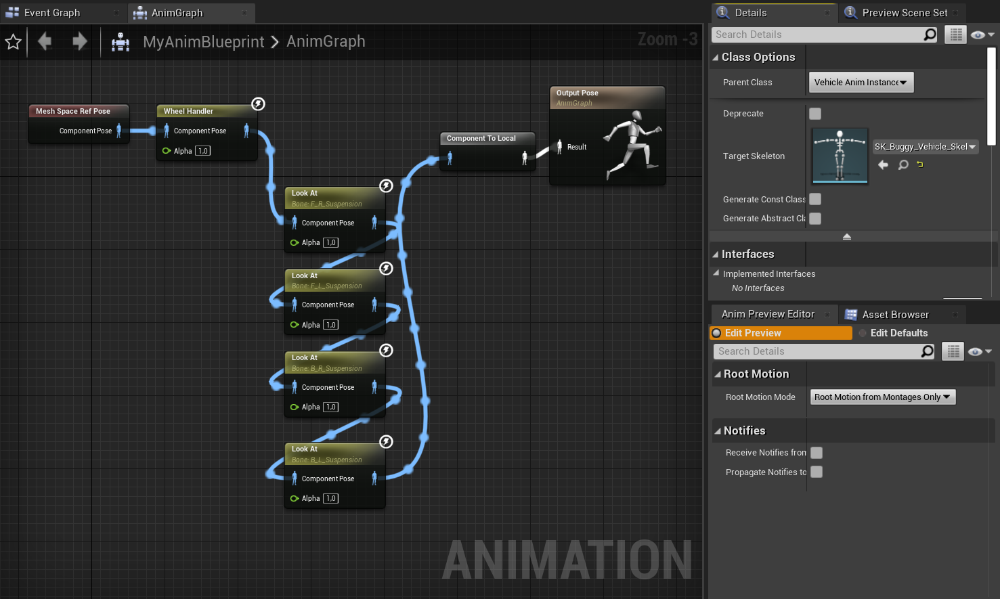 Event Graph
AnimGraph
MyAnimBlueprint > AnimGraph
Zoom -3
Mesh Space Ref Pose
Component Pose
Wheel Handler
Component Pose
Alpha 1,0
Look At
Bone: F_R_Suspension
Component Pose
Alpha 1,0
Look At
Bone: F_L_Suspension
Component Pose
Alpha 1,0
Look At
Bone: B_R_Suspension
Component Pose
Alpha 1,0
Look At
Bone: B_L_Suspension
Component Pose
Alpha 1,0
Component To Local
Output Pose
AnimGraph
Result
ANIMATION
Details
Preview Scene Set
Search Details
Class Options
Parent Class
Vehicle Anim Instance
Deprecate
Target Skeleton
SK_Buggy_Vehicle_Skel
Generate Const Class
Generate Abstract Cla
Interfaces
Implemented Interfaces
No Interfaces
Anim Preview Editor
Asset Browser
Edit Preview
Edit Defaults
Search Details
Root Motion
Root Motion Mode
Root Motion from Montages Only
Notifies
Receive Notifies from
Propagate Notifies to